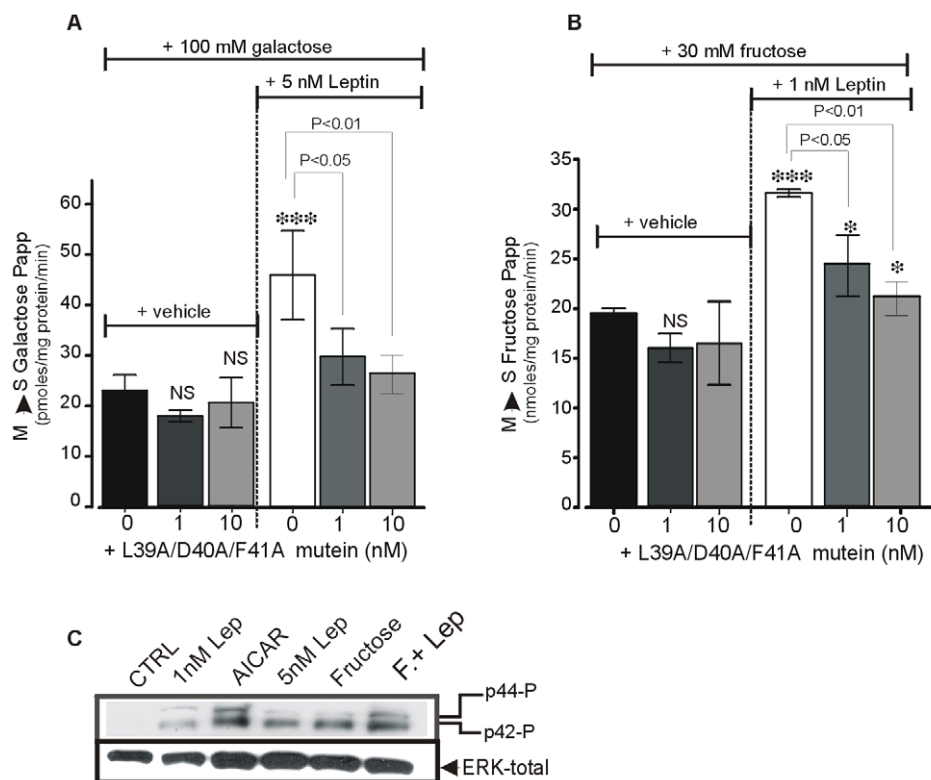 A
+ 100 mM galactose
+ 5 nM Leptin
P<0.01
P<0.05
***
+ vehicle
NS
NS
M ➤ S Galactose Papp
(pmoles/mg protein/min)
60
50
40
30
20
10
0
0 1 10 0 1 10
+ L39A/D40A/F41A mutein (nM)
B
+ 30 mM fructose
+ 1 nM Leptin
P<0.01
P<0.05
***
*
*
+ vehicle
NS
M ➤ S Fructose Papp
(nmoles/mg protein/min)
35
30
25
20
15
10
5
0
0 1 10 0 1 10
+ L39A/D40A/F41A mutein (nM)
C
CTRL
1nM Lep
AICAR
5nM Lep
Fructose
F.+ Lep
p44-P
p42-P
ERK-total